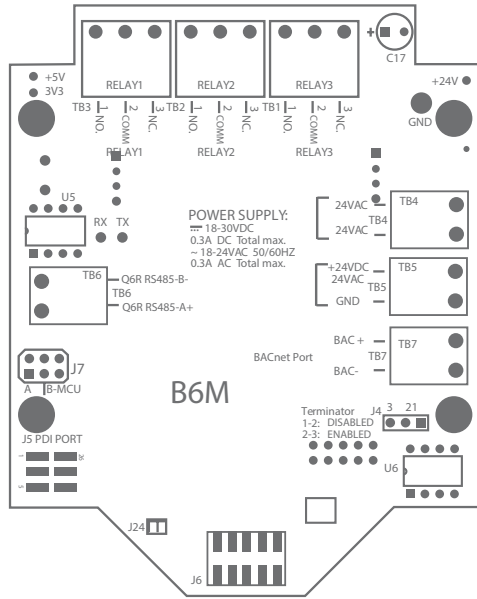 +5V
3V3
RELAY1
RELAY2
RELAY3
+
C17
+24V
GND
TB3
1
2
3
TB2
1
2
3
TB1
1
2
3
NO.
COMM
NC.
NO.
COMM
NC.
NO.
COMM
NC.
RELAY1
RELAY2
RELAY3
U5
RX TX
POWER SUPPLY:
18-30VDC
0.3A DC Total max.
~ 18-24VAC 50/60HZ
0.3A AC Total max.
24VAC
TB4
TB4
24VAC
+24VDC
24VAC
TB5
TB5
GND
TB6
Q6R RS485-B-
TB6
Q6R RS485-A+
BAC+
BACnet Port
TB7
TB7
BAC-
J7
A
B-MCU
B6M
Terminator
1-2: DISABLED
2-3: ENABLED
J4
3 21
J5 PDI PORT
1
5
U6
J24
J6